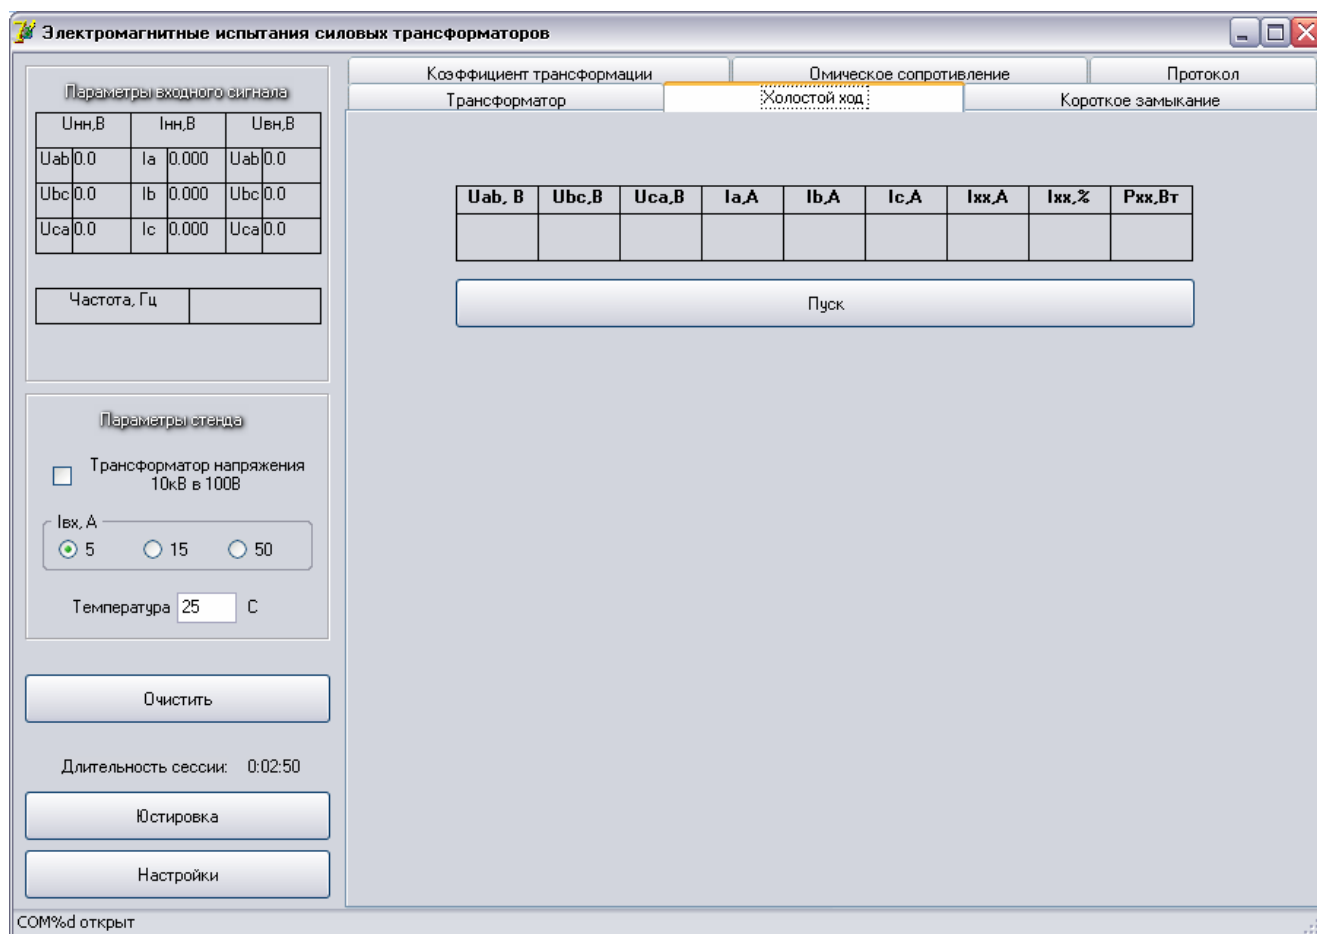 Электромагнитные испытания силовых трансформаторов
Коэффициент трансформации Омическое сопротивление Протокол
Трансформатор Холостой ход Короткое замыкание
Параметры входного сигнала
Uнн,В Iнн,В Uвн,В
Uab 0.0 Ia 0.000 Uab 0.0
Ubc 0.0 Ib 0.000 Ubc 0.0
Uca 0.0 Ic 0.000 Uca 0.0
Частота, Гц
Uab, В Ubc,В Uca,В Ia,А Ib,А Ic,А Iхх,А Iхх,% Pхх,Вт
Пуск
Параметры стенда
Трансформатор напряжения
10кВ в 100В
Iвх, А
5 15 50
Температура 25 С
Очистить
Длительность сессии: 0:02:50
Юстировка
Настройки
COM%d открыт